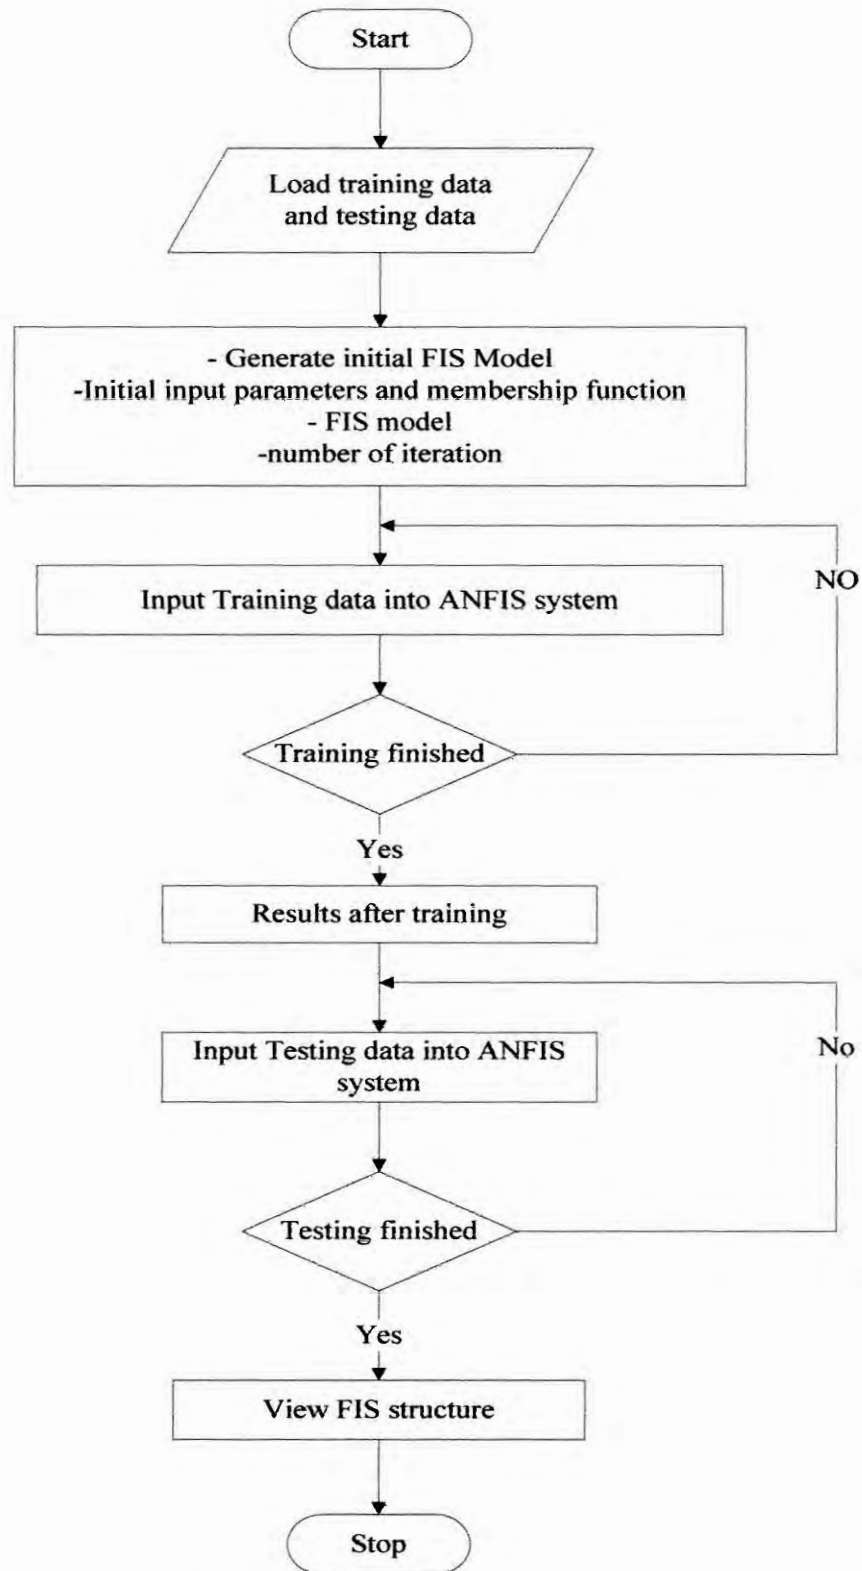 Start
Load training data
and testing data
- Generate initial FIS Model
-Initial input parameters and membership function
- FIS model
-number of iteration
Input Training data into ANFIS system
NO
Training finished
Yes
Results after training
Input Testing data into ANFIS
system
No
Testing finished
Yes
View FIS structure
Stop